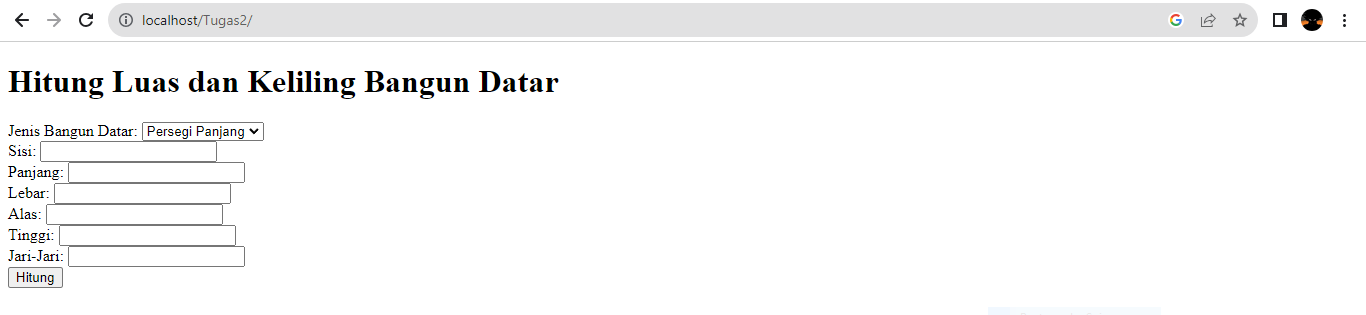 localhost/Tugas2/
Hitung Luas dan Keliling Bangun Datar
Jenis Bangun Datar: Persegi Panjang
Sisi:
Panjang:
Lebar:
Alas:
Tinggi:
Jari-Jari:
Hitung